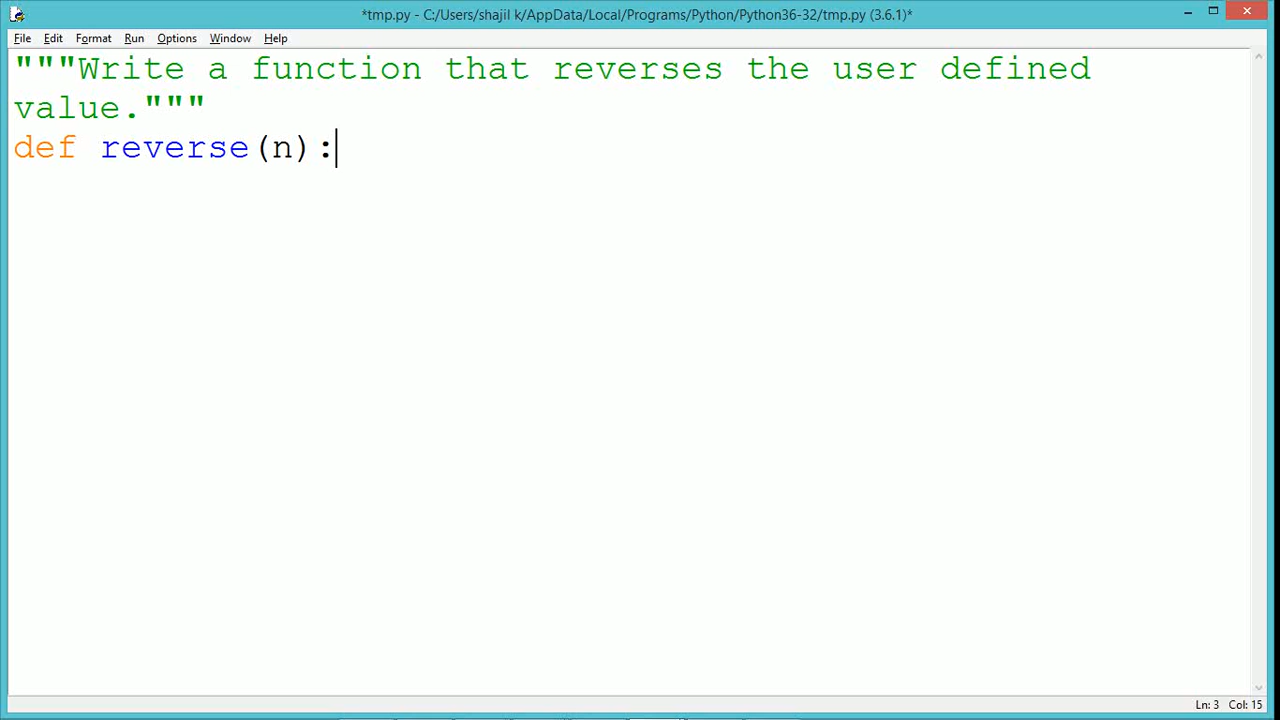 *tmp.py - C:/Users/shajil k/AppData/Local/Programs/Python/Python36-32/tmp.py (3.6.1)*
File Edit Format Run Options Window Help
"""Write a function that reverses the user defined
value."""
def reverse(n):
Ln: 3 Col: 15